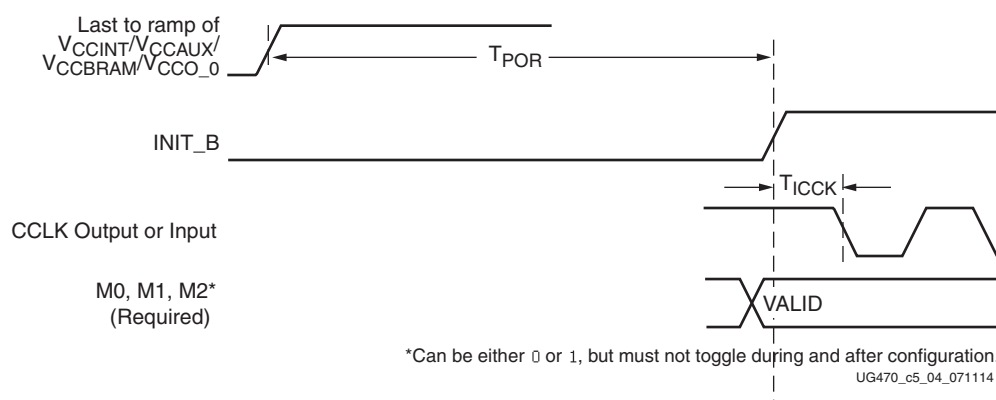 Last to ramp of
VCCINT/VCCAUX/
VCCBRAM/VCCO_0
TPOR
INIT_B
TICCK
CCLK Output or Input
M0, M1, M2*
(Required)
VALID
*Can be either 0 or 1, but must not toggle during and after configuration
UG470_c5_04_071114